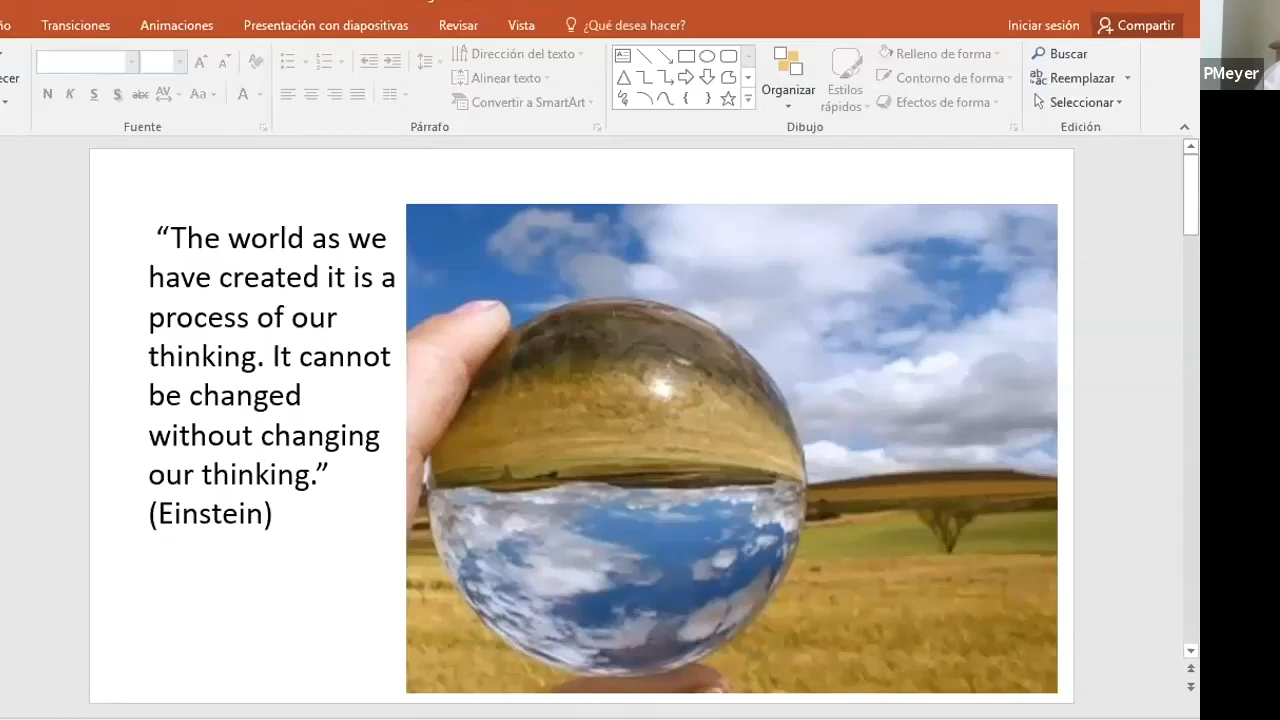 Transiciones Animaciones Presentación con diapositivas Revisar Vista ¿Qué desea hacer? Iniciar sesión Compartir
Dirección del texto Relleno de forma Buscar
Alinear texto Organizar Estilos rápidos Contorno de forma Reemplazar
N K S S abc AV Aa A Convertir a SmartArt Efectos de forma Seleccionar
Fuente Párrafo Dibujo Edición
PMeyer
“The world as we
have created it is a
process of our
thinking. It cannot
be changed
without changing
our thinking.”
(Einstein)